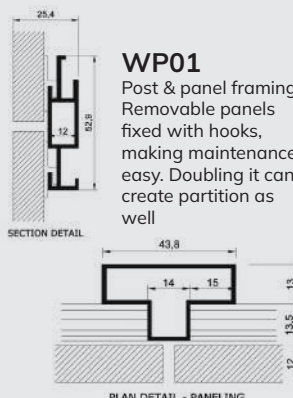 25,4
WP01
Post & panel framing
Removable panels
fixed with hooks,
making maintenance
easy. Doubling it can
create partition as
well
12
52,9
SECTION DETAIL
43,8
14
15
13
13,5
12
PLAN DETAIL - PANELING